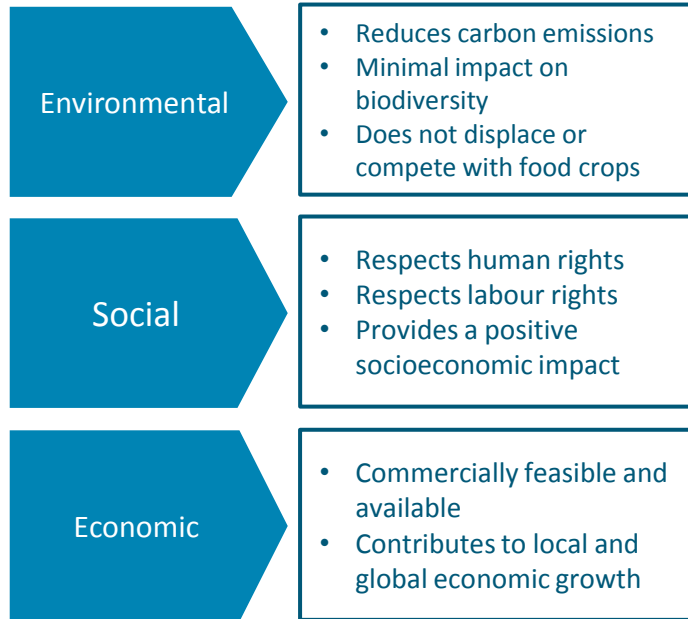 Environmental
• Reduces carbon emissions
• Minimal impact on
biodiversity
• Does not displace or
compete with food crops
Social
• Respects human rights
• Respects labour rights
• Provides a positive
socioeconomic impact
Economic
• Commercially feasible and
available
• Contributes to local and
global economic growth